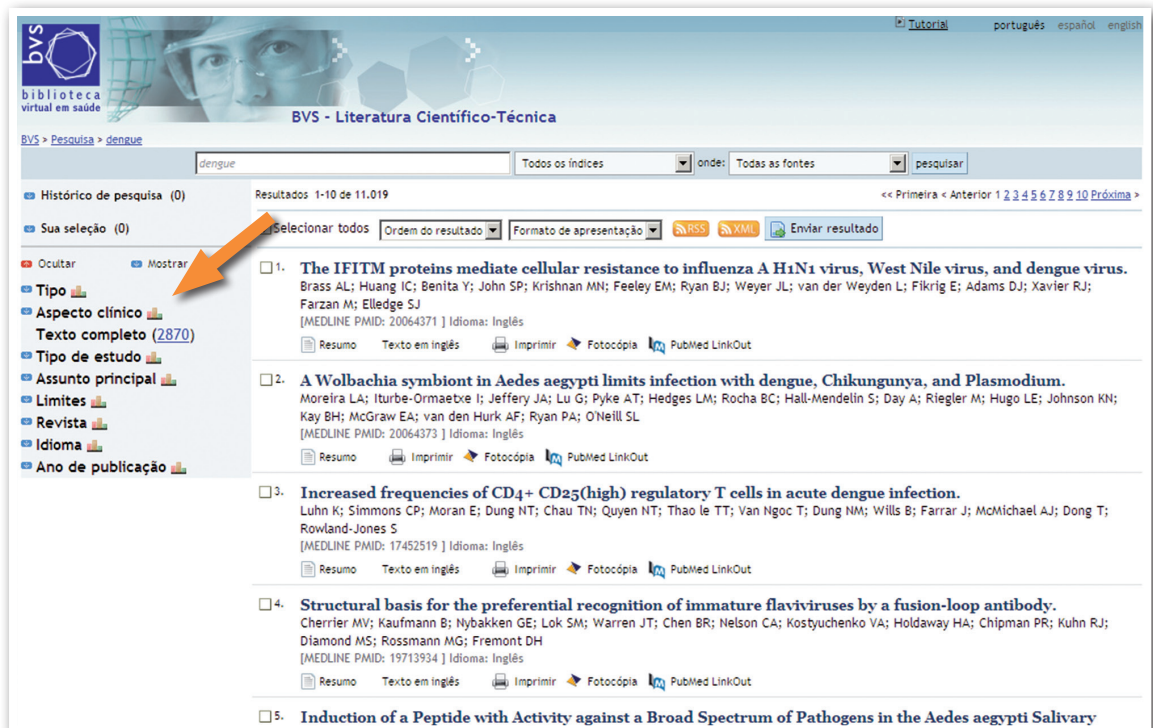 bvs
biblioteca
virtual em saúde
Tutorial português español english
BVS - Literatura Científico-Técnica
BVS > Pesquisa > dengue
dengue Todos os índices onde: Todas as fontes pesquisar
Histórico de pesquisa (0)
Sua seleção (0)
Ocultar Mostrar
Tipo
Aspecto clínico
Texto completo (2870)
Tipo de estudo
Assunto principal
Limites
Revista
Idioma
Ano de publicação
Resultados 1-10 de 11.019 << Primeira < Anterior 1 2 3 4 5 6 7 8 9 10 Próxima >
Selecionar todos Ordem do resultado Formato de apresentação RSS XML Enviar resultado
1. The IFITM proteins mediate cellular resistance to influenza A H1N1 virus, West Nile virus, and dengue virus.
Brass AL; Huang IC; Benita Y; John SP; Krishnan MN; Feeley EM; Ryan BJ; Weyer JL; van der Weyden L; Fikrig E; Adams DJ; Xavier RJ;
Farzan M; Elledge SJ
[MEDLINE PMID: 20064371 ] Idioma: Inglês
Resumo Texto em inglês Imprimir Fotocópia PubMed LinkOut
2. A Wolbachia symbiont in Aedes aegypti limits infection with dengue, Chikungunya, and Plasmodium.
Moreira LA; Iturbe-Ormaetxe I; Jeffery JA; Lu G; Pyke AT; Hedges LM; Rocha BC; Hall-Mendelin S; Day A; Riegler M; Hugo LE; Johnson KN;
Kay BH; McGraw EA; van den Hurk AF; Ryan PA; O'Neill SL
[MEDLINE PMID: 20064373 ] Idioma: Inglês
Resumo Imprimir Fotocópia PubMed LinkOut
3. Increased frequencies of CD4+ CD25(high) regulatory T cells in acute dengue infection.
Luhn K; Simmons CP; Moran E; Dung NT; Chau TN; Quyen NT; Thao le TT; Van Ngoc T; Dung NM; Wills B; Farrar J; McMichael AJ; Dong T;
Rowland-Jones S
[MEDLINE PMID: 17452519 ] Idioma: Inglês
Resumo Texto em inglês Imprimir Fotocópia PubMed LinkOut
4. Structural basis for the preferential recognition of immature flaviviruses by a fusion-loop antibody.
Cherrier MV; Kaufmann B; Nybakken GE; Lok SM; Warren JT; Chen BR; Nelson CA; Kostyuchenko VA; Holdaway HA; Chipman PR; Kuhn RJ;
Diamond MS; Rossmann MG; Fremont DH
[MEDLINE PMID: 19713934 ] Idioma: Inglês
Resumo Texto em inglês Imprimir Fotocópia PubMed LinkOut
5. Induction of a Peptide with Activity against a Broad Spectrum of Pathogens in the Aedes aegypti Salivary